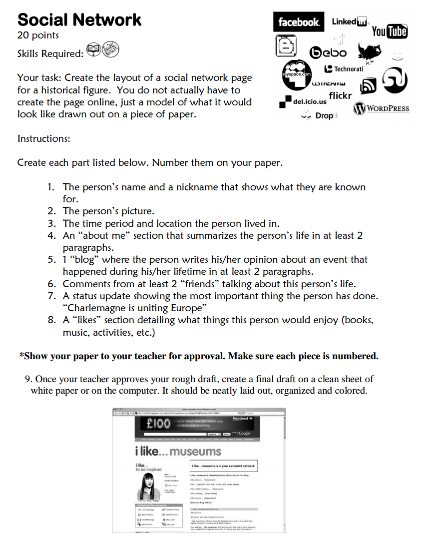 Social Network
20 points
Skills Required:
facebook.
Linked in
You Tube
bebo
myspace.com
Technorati
del.icio.us
flickr
WORDPRESS
Drop
Your task: Create the layout of a social network page
for a historical figure.  You do not actually have to
create the page online, just a model of what it would
look like drawn out on a piece of paper.
Instructions:
Create each part listed below. Number them on your paper.
1. The person's name and a nickname that shows what they are known
for.
2. The person's picture.
3. The time period and location the person lived in.
4. An "about me" section that summarizes the person's life in at least 2
paragraphs.
5. 1 "blog" where the person writes his/her opinion about an event that
happened during his/her lifetime in at least 2 paragraphs.
6. Comments from at least 2 "friends" talking about this person's life.
7. A status update showing the most important thing the person has done.
"Charlemagne is uniting Europe"
8. A "likes" section detailing what things this person would enjoy (books,
music, activities, etc.)
*Show your paper to your teacher for approval. Make sure each piece is numbered.
9. Once your teacher approves your rough draft, create a final draft on a clean sheet of
white paper or on the computer. It should be neatly laid out, organized and colored.
£100
i like... museums
i like...